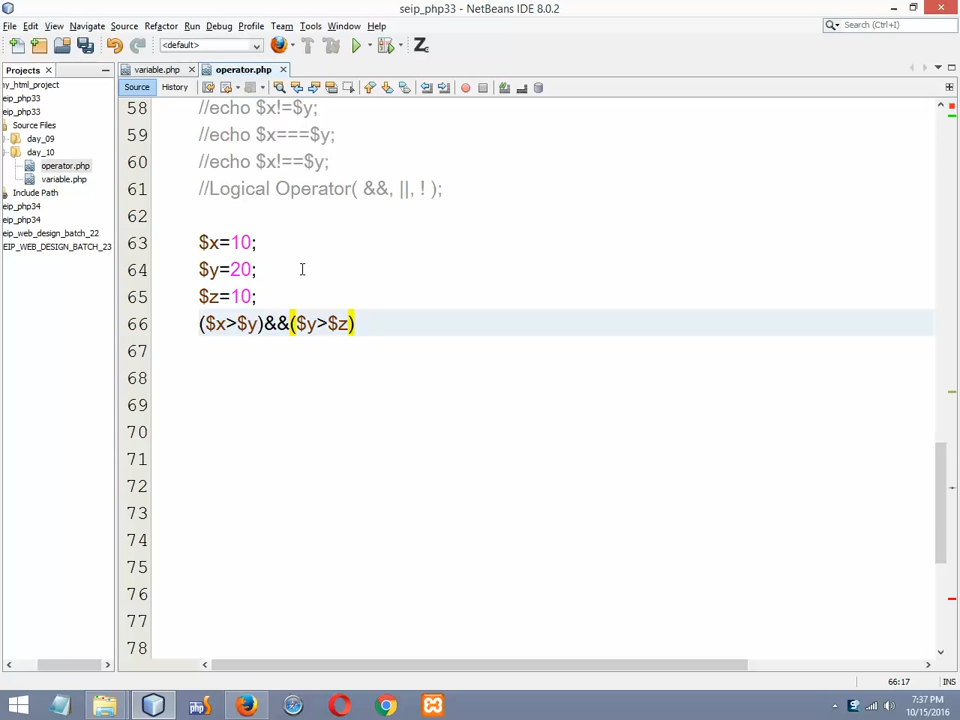 seip_php33 - NetBeans IDE 8.0.2
File Edit View Navigate Source Refactor Run Debug Profile Team Tools Window Help
Search (Ctrl+I)
<default>
Projects
variable.php
operator.php
Source History
ny_html_project
eip_php33
eip_php33
Source Files
day_09
day_10
operator.php
variable.php
Include Path
eip_php34
eip_php34
eip_web_design_batch_22
EIP_WEB_DESIGN_BATCH_23
58 //echo $x!=$y;
59 //echo $x===$y;
60 //echo $x!==$y;
61 //Logical Operator( &&, ||, ! );
62
63 $x=10;
64 $y=20;
65 $z=10;
66 ($x>$y)&&($y>$z)
67
68
69
70
71
72
73
74
75
76
77
78
66:17 INS
php
7:37 PM
10/15/2016